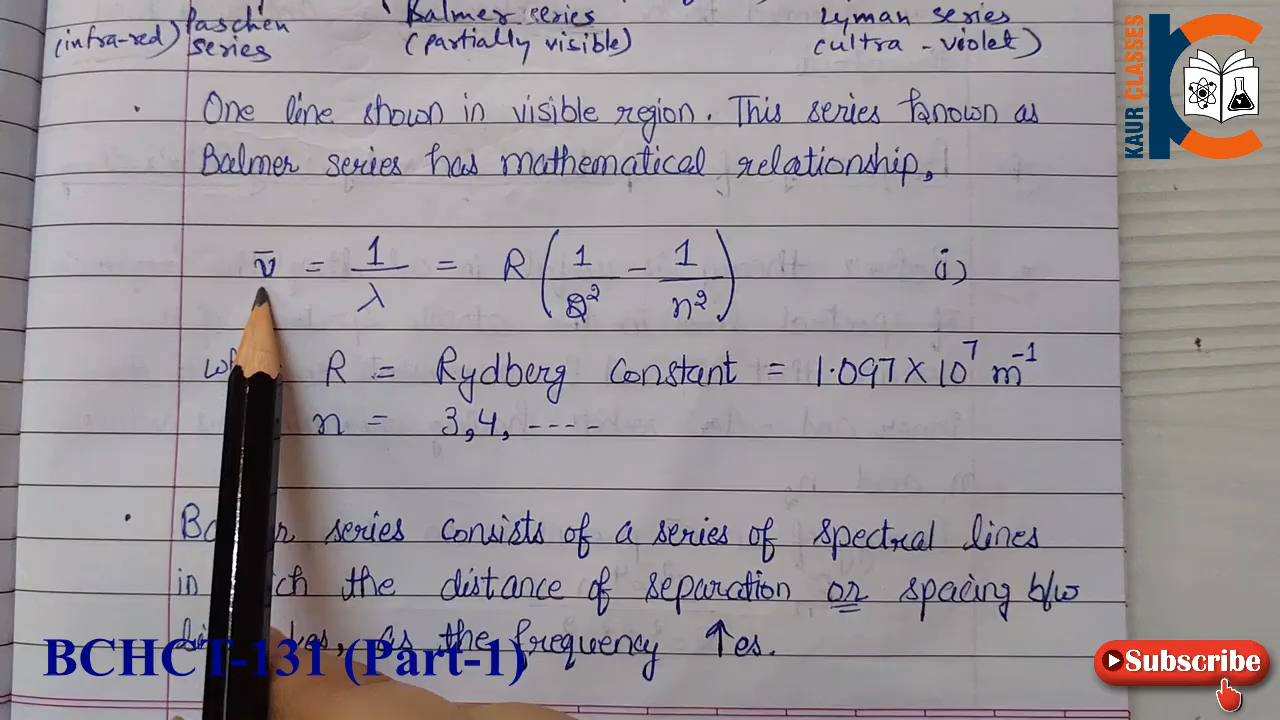 Balmer series
Lyman series
(infra-red) Paschen series
(partially visible)
(ultra-violet)
KAUR CLASSES
· One line shown in visible region. This series known as
Balmer series has mathematical relationship,
ν̄ = 1/λ = R(1/2² - 1/n²) i)
R = Rydberg Constant = 1.097×10⁷ m⁻¹
n = 3,4, ----
· series consists of a series of spectral lines
in the distance of separation or spacing b/w
as the frequency ↑es.
BCHCT-131 (Part-1)
Subscribe